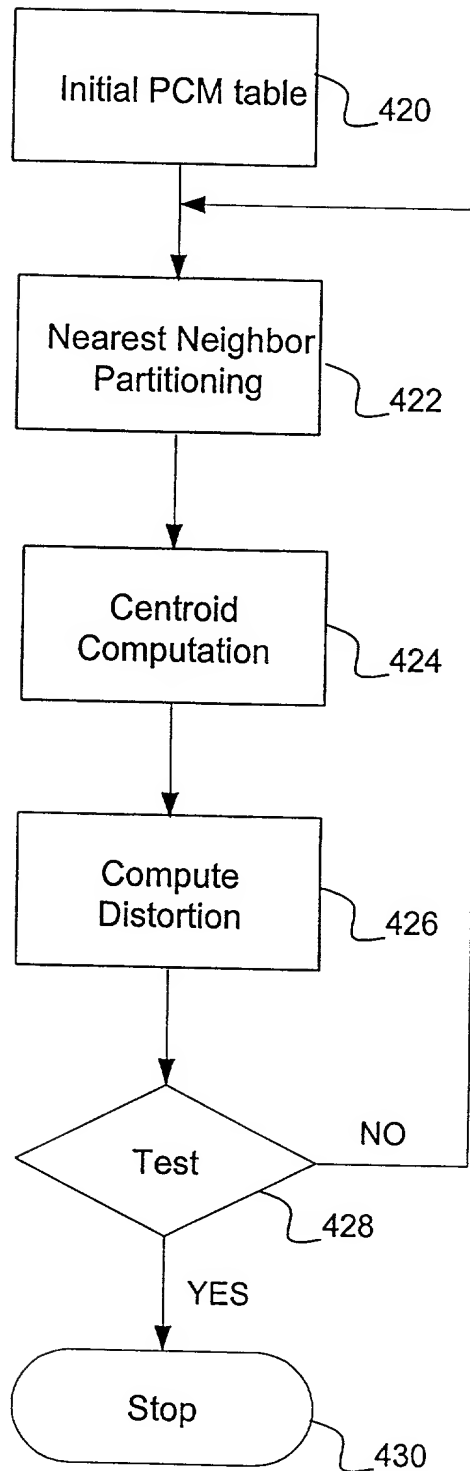 Initial PCM table
420
Nearest Neighbor
Partitioning
422
Centroid
Computation
424
Compute
Distortion
426
Test
NO
428
YES
Stop
430